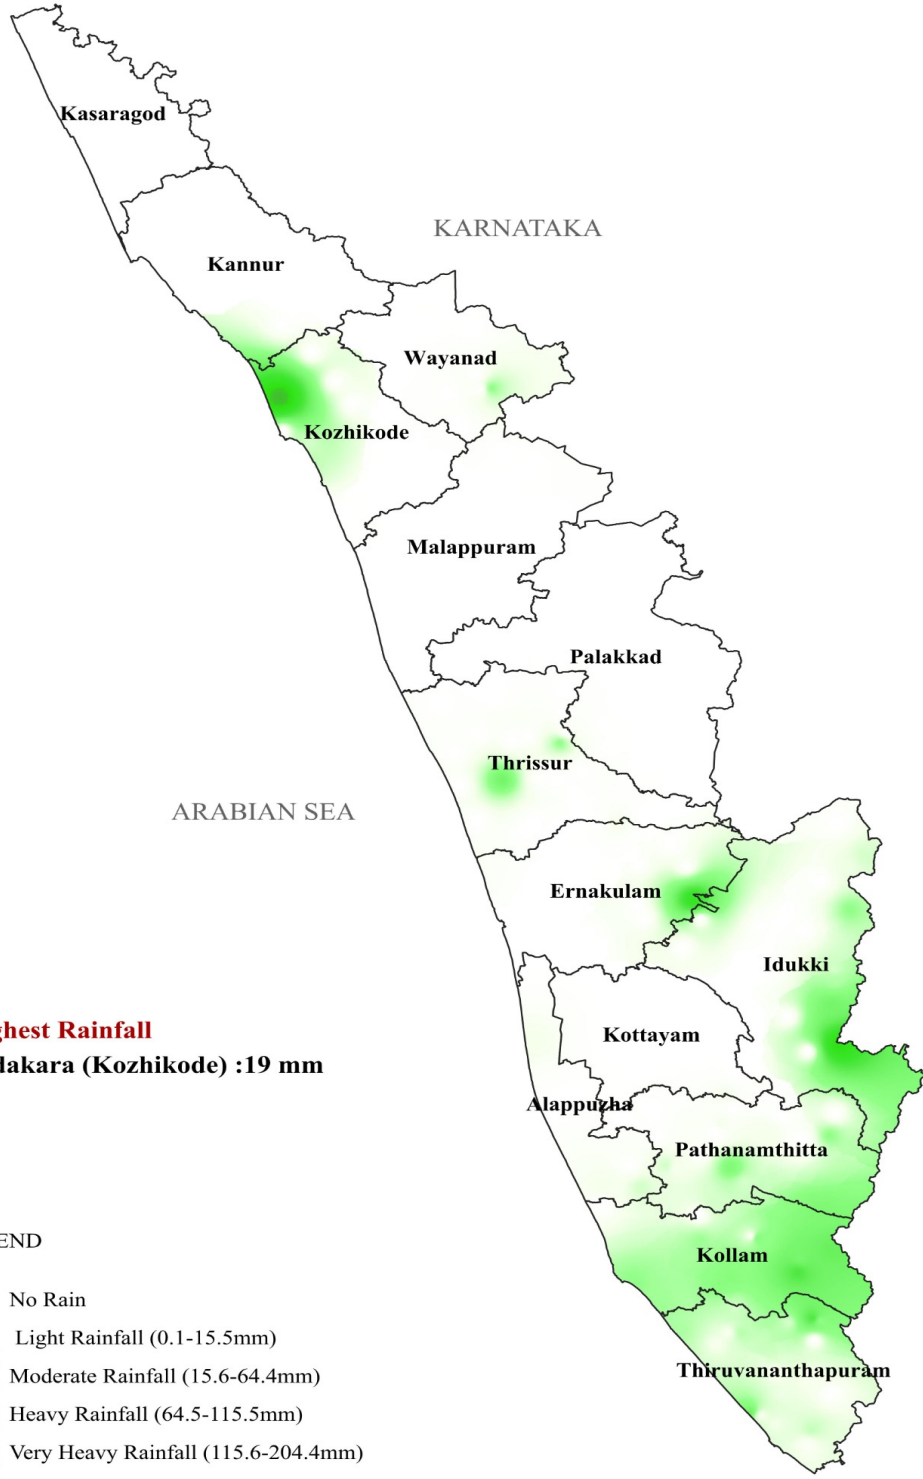 Kasaragod
KARNATAKA
Kannur
Wayanad
Kozhikode
Malappuram
Palakkad
Thrissur
ARABIAN SEA
Ernakulam
Idukki
ghest Rainfall
Kottayam
dakara (Kozhikode) :19 mm
Alappuzha
Pathanamthitta
END
Kollam
No Rain
Light Rainfall (0.1-15.5mm)
Thiruvananthapuram
Moderate Rainfall (15.6-64.4mm)
Heavy Rainfall (64.5-115.5mm)
Very Heavy Rainfall (115.6-204.4mm)